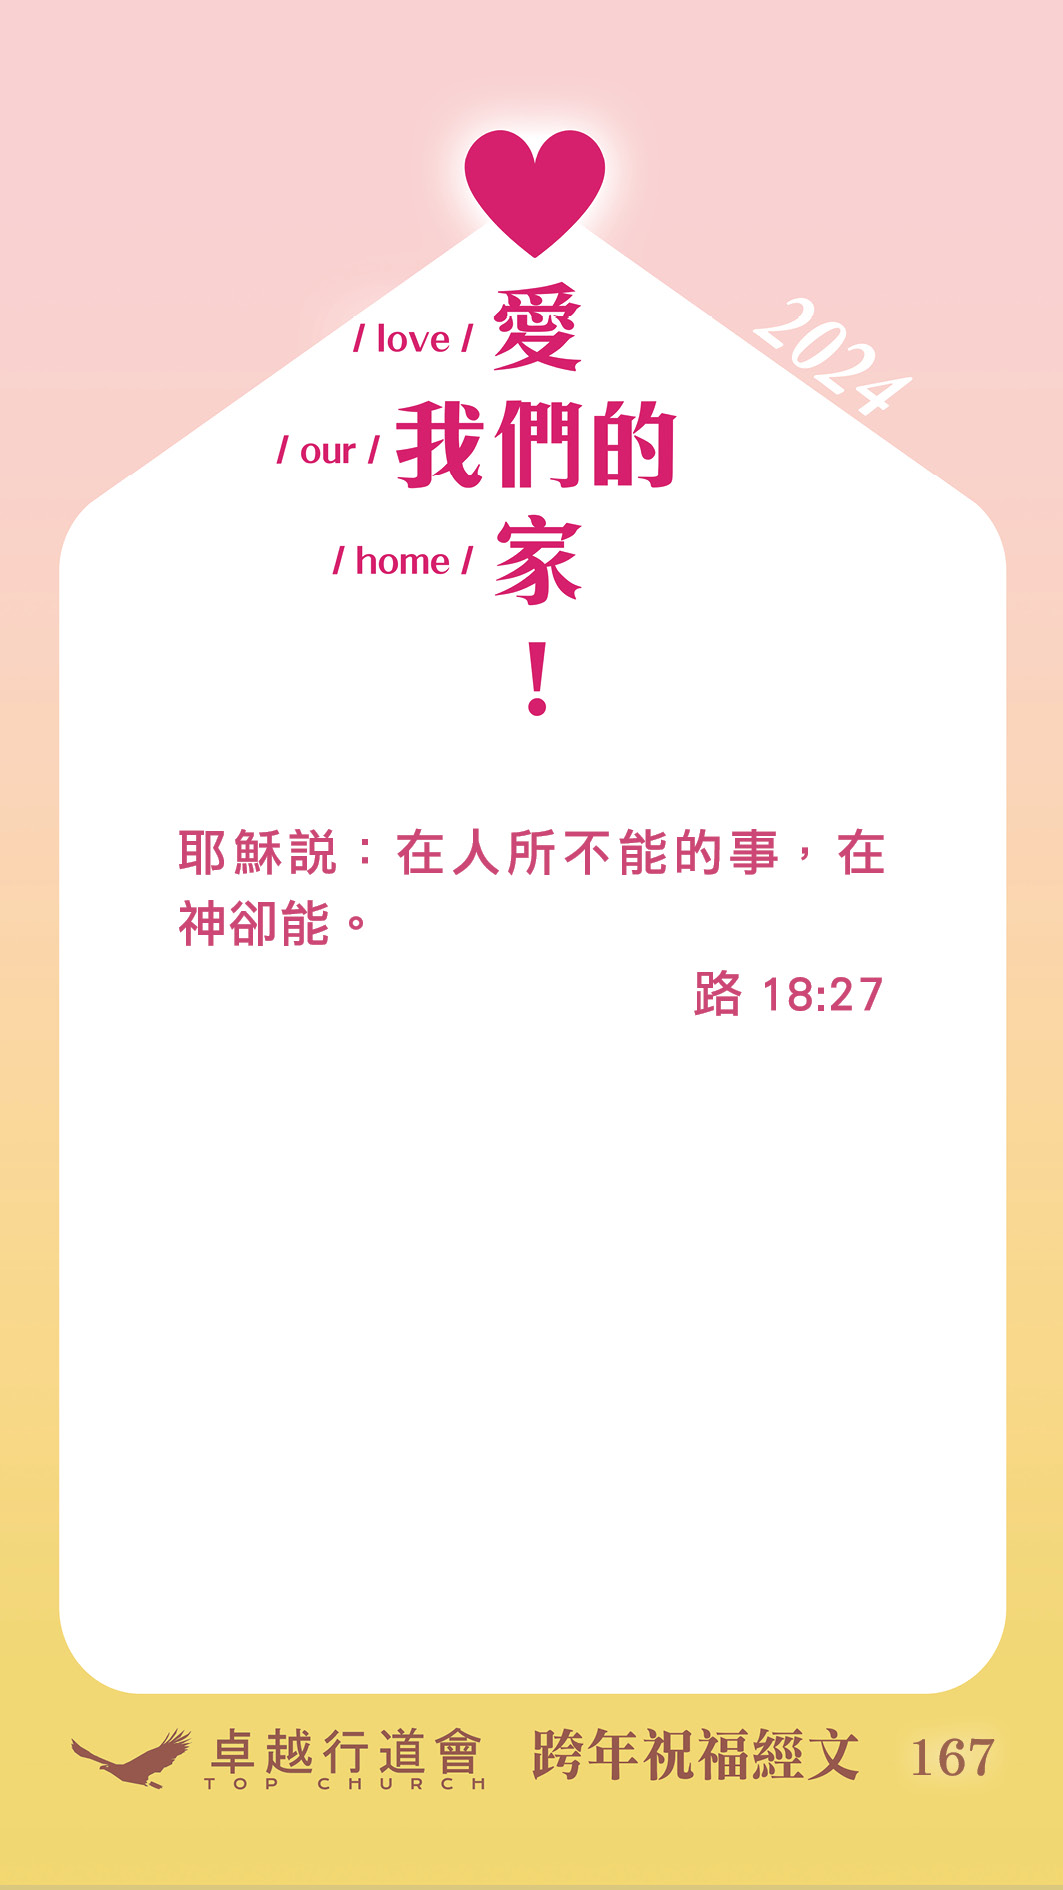 / love / 愛
2024
/ our / 我們的
/ home / 家
!
耶穌説：在人所不能的事，在
神卻能。
路 18:27
卓越行道會 跨年祝福經文 167
TOP CHURCH